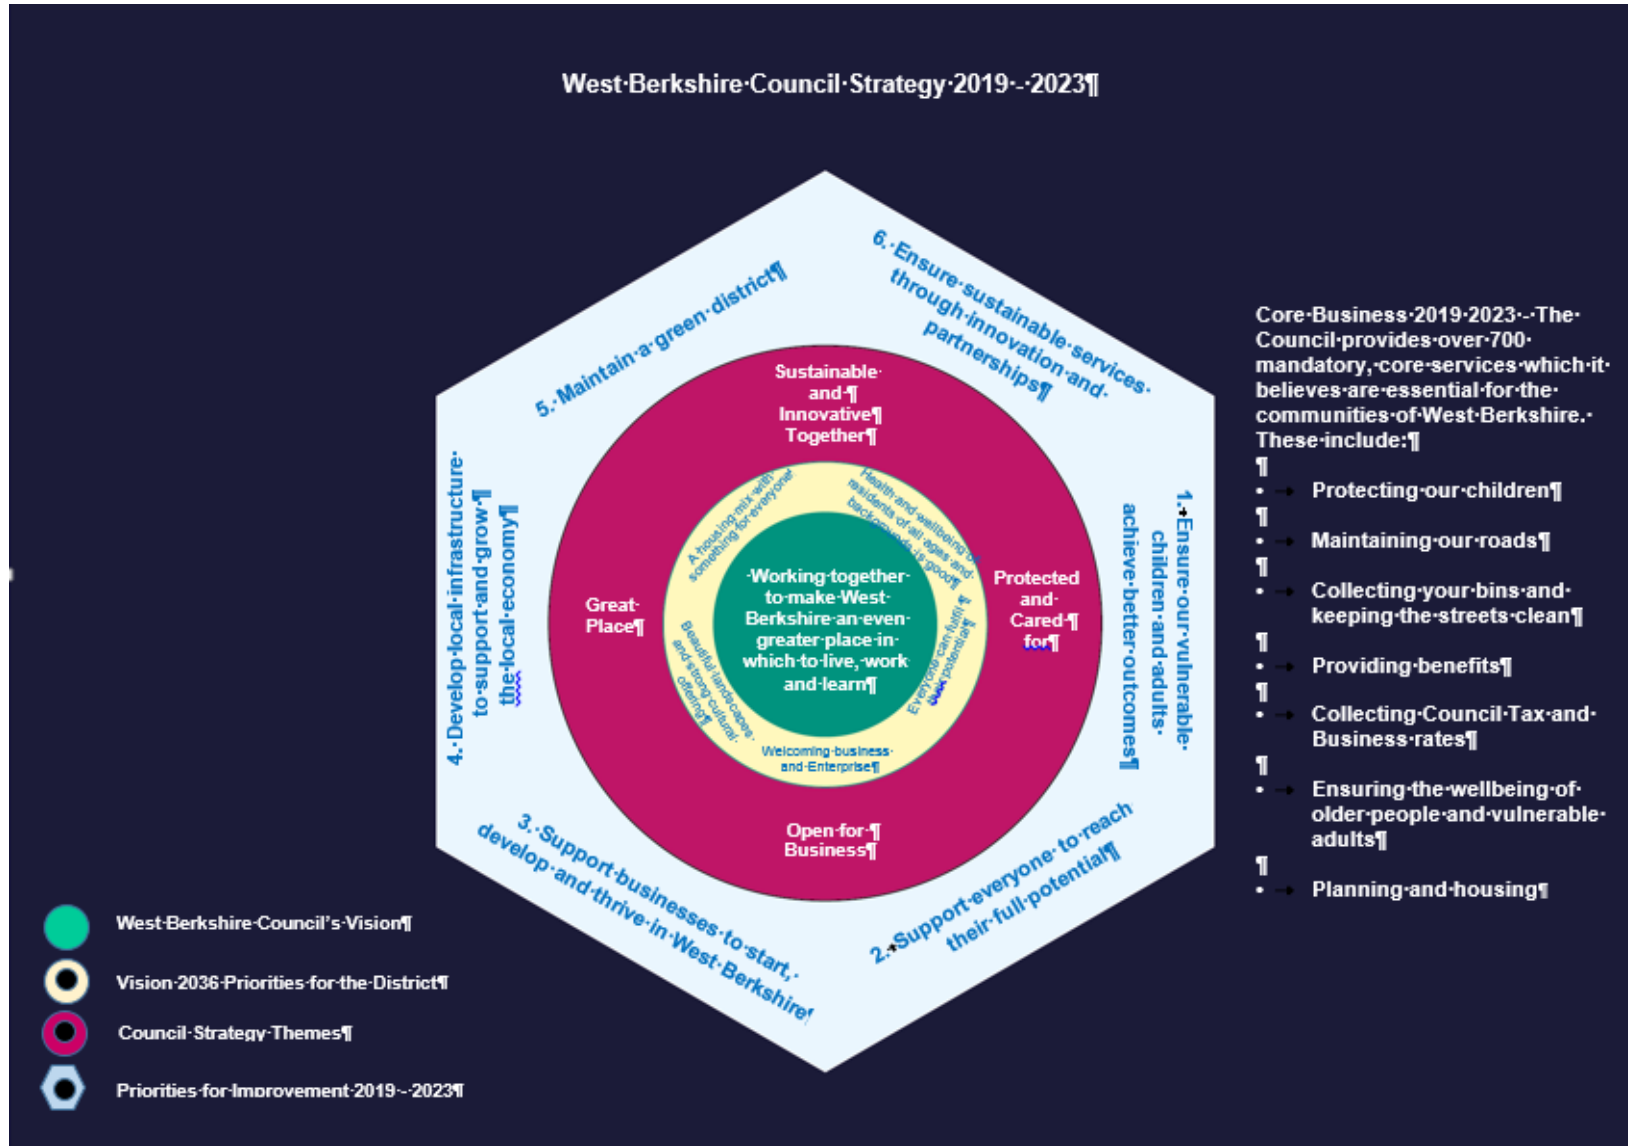 West Berkshire Council Strategy 2019 - 2023¶
6. Ensure sustainable services
through innovation and
partnerships¶
5. Maintain a green district¶
4. Develop local infrastructure
to support and grow ¶
the local economy¶
3. Support businesses to start,
develop and thrive in West Berkshire
2. Support everyone to reach
their full potential¶
1. Ensure our vulnerable
children and adults
achieve better outcomes¶
Sustainable
and ¶
Innovative¶
Together¶
Great
Place¶
Protected
and
Cared ¶
for¶
Open for ¶
Business¶
A housing mix with
something for everyone
Health and wellbeing
residents of all ages and
is good¶
Everyone can fulfil
potential¶
Beautiful landscapes
and strong cultural
offering¶
Welcoming business
and Enterprise¶
Working together
to make West
Berkshire an even
greater place in
which to live, work
and learn¶
Core Business 2019 2023 - The
Council provides over 700
mandatory, core services which it
believes are essential for the
communities of West Berkshire.
These include:¶
¶
• → Protecting our children¶
¶
• → Maintaining our roads¶
¶
• → Collecting your bins and
keeping the streets clean¶
¶
• → Providing benefits¶
¶
• → Collecting Council Tax and
Business rates¶
¶
• → Ensuring the wellbeing of
older people and vulnerable
adults¶
¶
• → Planning and housing¶
West Berkshire Council's Vision¶
Vision 2036 Priorities for the District¶
Council Strategy Themes¶
Priorities for Improvement 2019 - 2023¶